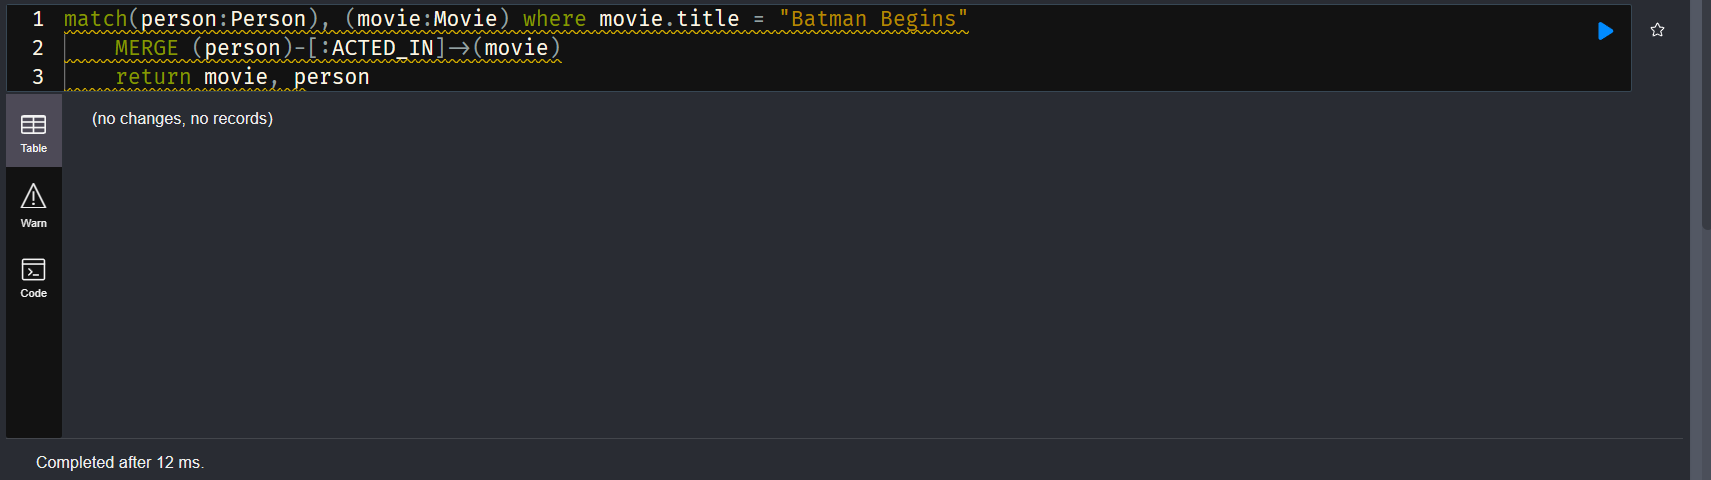 1 match(person:Person), (movie:Movie) where movie.title = "Batman Begins"
2 MERGE (person)-[:ACTED_IN]->(movie)
3 return movie, person
(no changes, no records)
Table
Warn
Code
Completed after 12 ms.